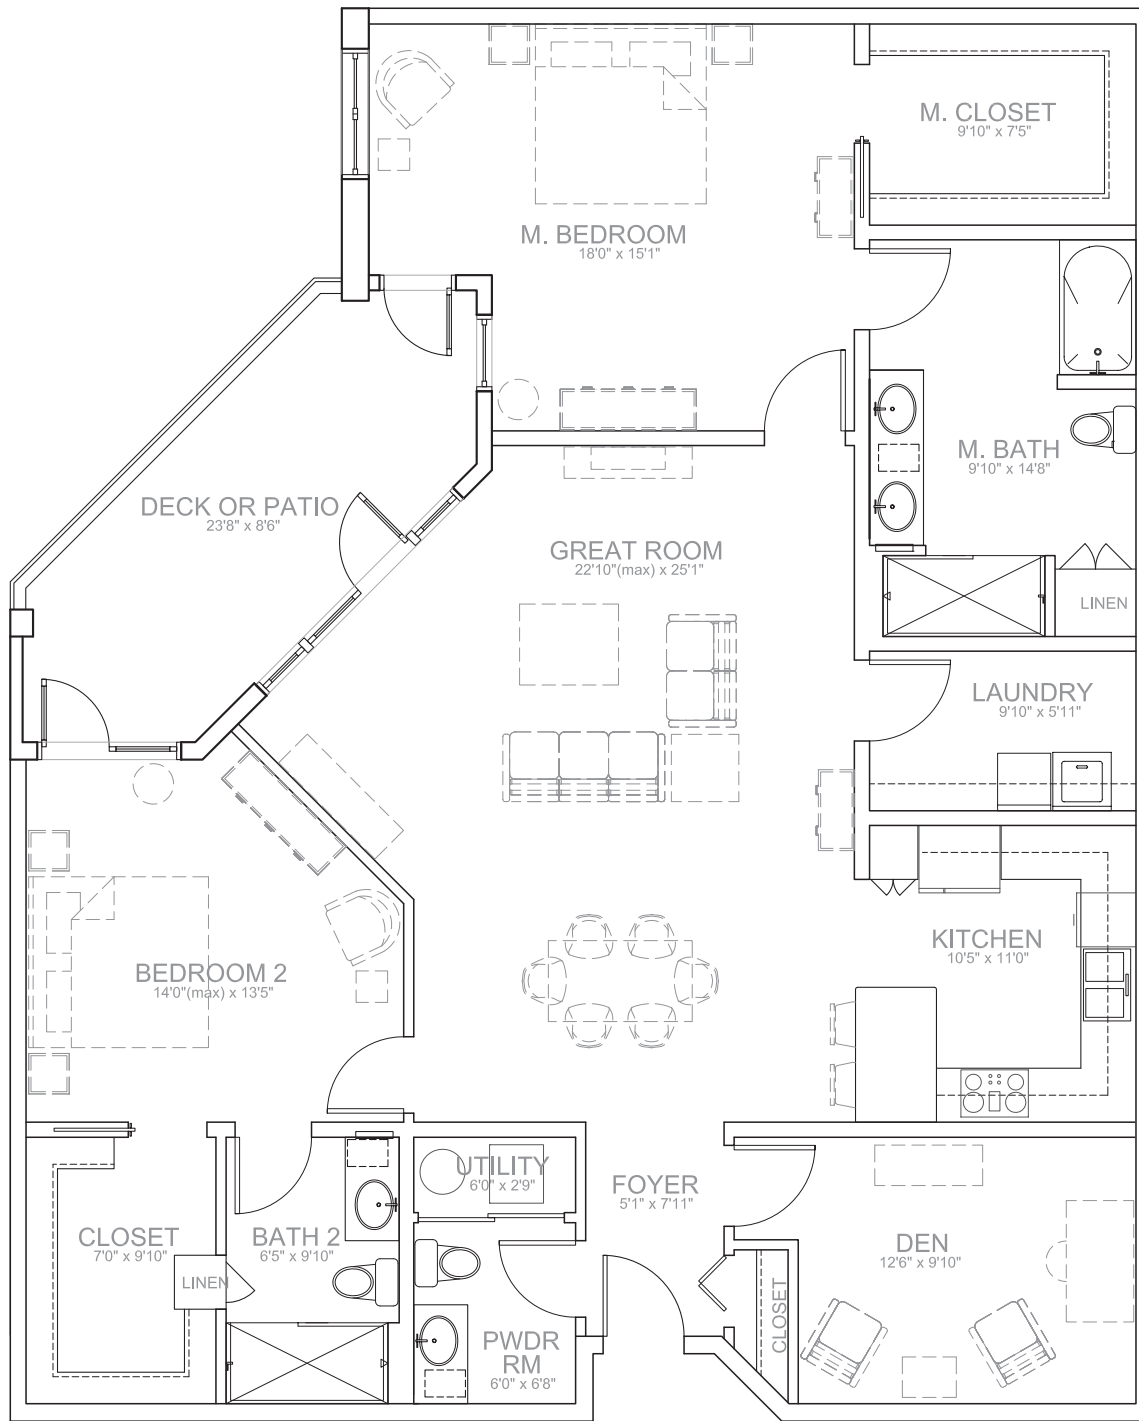 M. CLOSET
9'10" x 7'5"
M. BEDROOM
18'0" x 15'1"
M. BATH
9'10" x 14'8"
DECK OR PATIO
23'8" x 8'6"
GREAT ROOM
22'10"(max) x 25'1"
LINEN
LAUNDRY
9'10" x 5'11"
KITCHEN
10'5" x 11'0"
BEDROOM 2
14'0"(max) x 13'5"
UTILITY
6'0" x 2'9"
FOYER
5'1" x 7'11"
CLOSET
7'0" x 9'10"
BATH 2
6'5" x 9'10"
DEN
12'6" x 9'10"
LINEN
CLOSET
PWDR
RM
6'0" x 6'8"